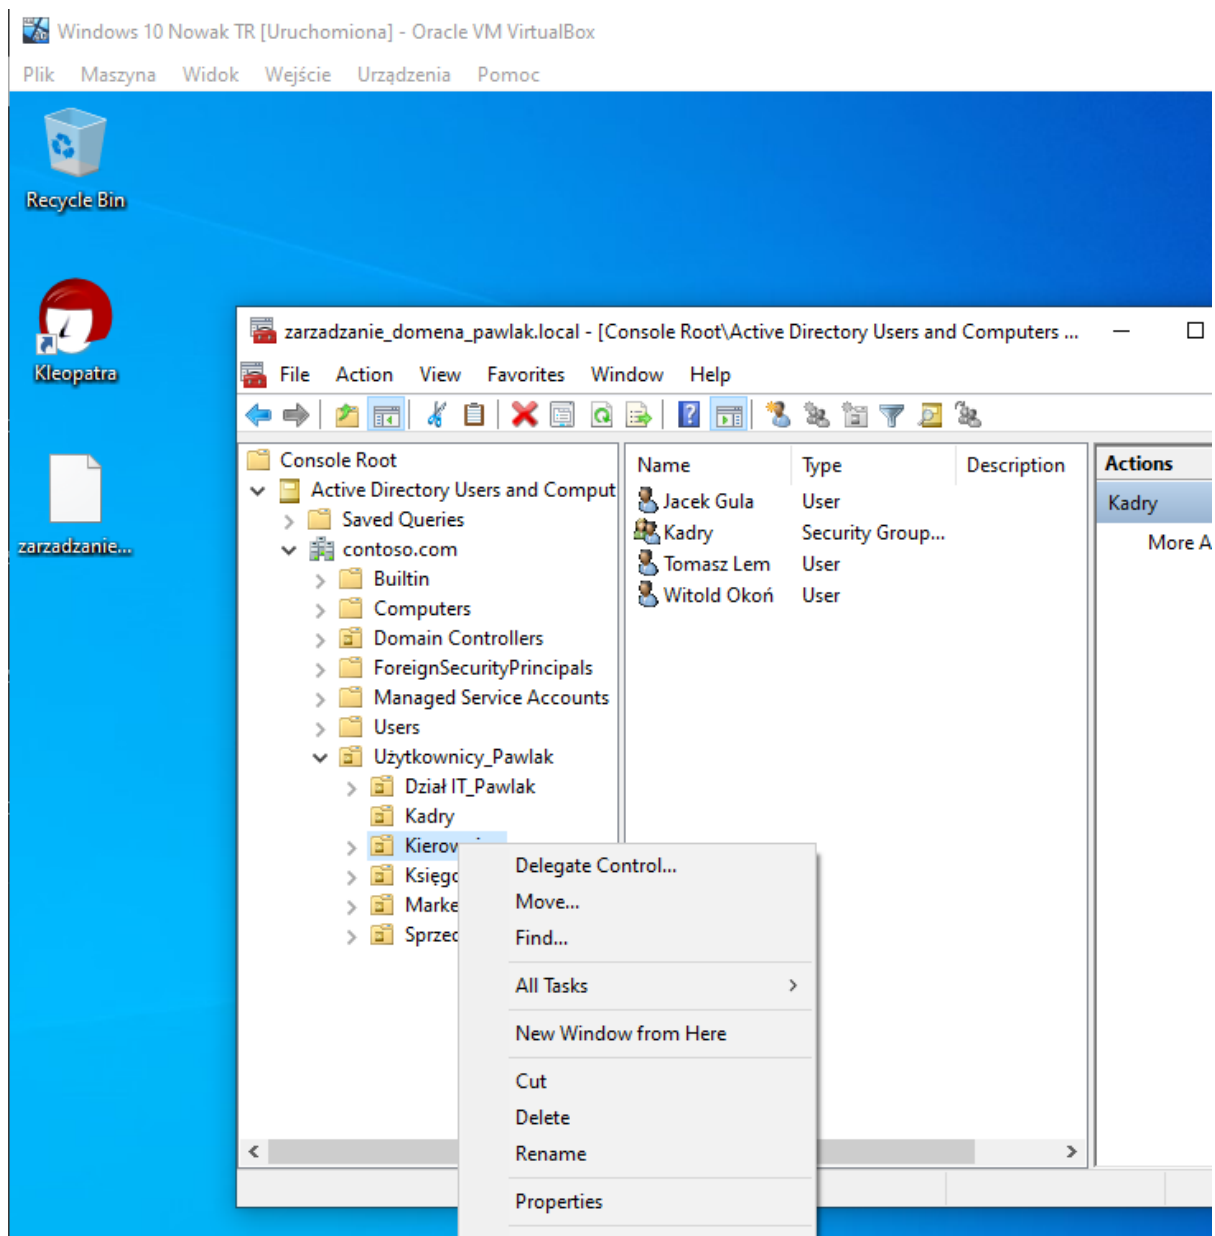 Windows 10 Nowak TR [Uruchomiona] - Oracle VM VirtualBox
Plik Maszyna Widok Wejście Urządzenia Pomoc
Recycle Bin
Kleopatra
zarzadzanie...
zarzadzanie_domena_pawlak.local - [Console Root\Active Directory Users and Computers ...
File Action View Favorites Window Help
Console Root
Active Directory Users and Comput
Saved Queries
contoso.com
Builtin
Computers
Domain Controllers
ForeignSecurityPrincipals
Managed Service Accounts
Users
Użytkownicy_Pawlak
Dział IT_Pawlak
Kadry
Kierow
Księgo
Marke
Sprzed
Name Type Description
Jacek Gula User
Kadry Security Group...
Tomasz Lem User
Witold Okoń User
Actions
Kadry
More A
Delegate Control...
Move...
Find...
All Tasks
New Window from Here
Cut
Delete
Rename
Properties